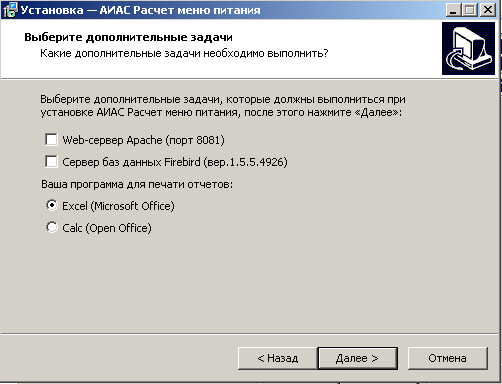 Установка — АИАС Расчет меню питания
Выберите дополнительные задачи
Какие дополнительные задачи необходимо выполнить?
Выберите дополнительные задачи, которые должны выполниться при
установке АИАС Расчет меню питания, после этого нажмите «Далее»:
Web-сервер Apache (порт 8081)
Сервер баз данных Firebird (вер.1.5.5.4926)
Ваша программа для печати отчетов:
Excel (Microsoft Office)
Calc (Open Office)
< Назад
Далее >
Отмена